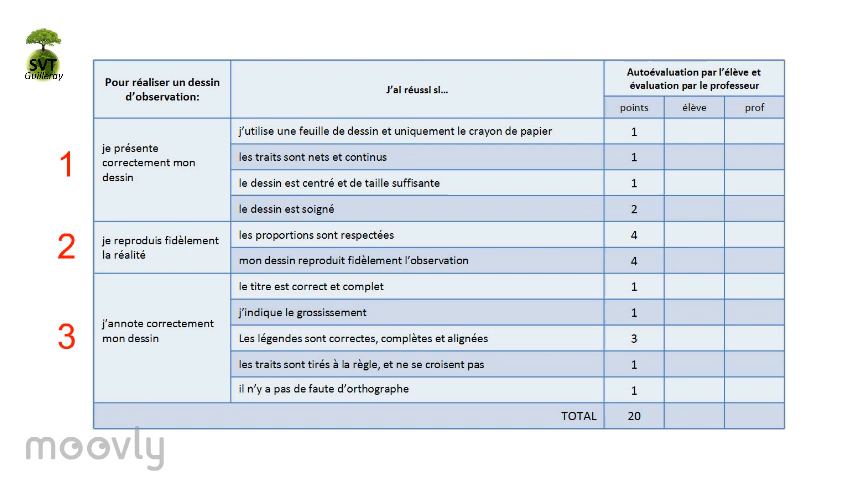 SVT
Guilleray
Pour réaliser un dessin
d’observation:
J’ai réussi si…
Autoévaluation par l’élève et
évaluation par le professeur
points élève prof
1
je présente
correctement mon
dessin
j’utilise une feuille de dessin et uniquement le crayon de papier 1
les traits sont nets et continus 1
le dessin est centré et de taille suffisante 1
le dessin est soigné 2
2
je reproduis fidèlement
la réalité
les proportions sont respectées 4
mon dessin reproduit fidèlement l’observation 4
3
j’annote correctement
mon dessin
le titre est correct et complet 1
j’indique le grossissement 1
Les légendes sont correctes, complètes et alignées 3
les traits sont tirés à la règle, et ne se croisent pas 1
il n’y a pas de faute d’orthographe 1
TOTAL 20
moovly